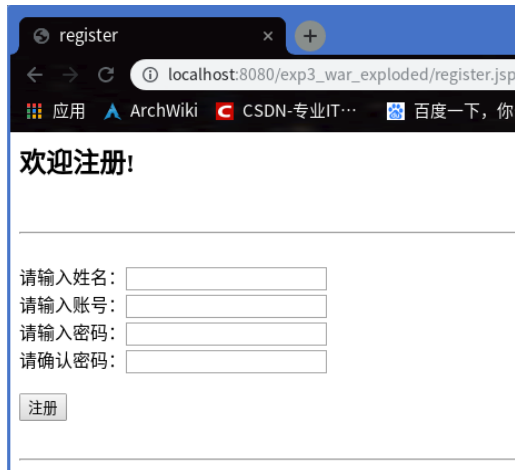 register
localhost:8080/exp3_war_exploded/register.jsp
应用 ArchWiki CSDN-专业IT… 百度一下，你
欢迎注册!
请输入姓名：
请输入账号：
请输入密码：
请确认密码：
注册